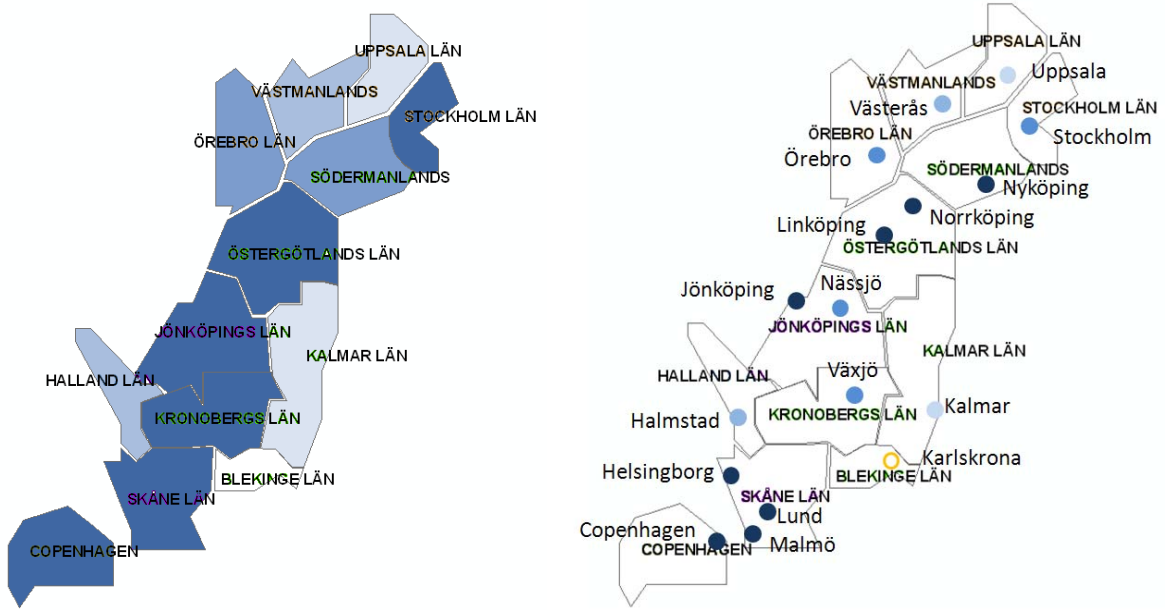 UPPSALA LÄN
VÄSTMANLANDS
STOCKHOLM LÄN
ÖREBRO LÄN
SÖDERMANLANDS
ÖSTERGÖTLANDS LÄN
JÖNKÖPINGS LÄN
KALMAR LÄN
HALLAND LÄN
KRONOBERGS LÄN
BLEKINGE LÄN
SKÅNE LÄN
COPENHAGEN
UPPSALA LÄN
Uppsala
VÄSTMANLANDS
Västerås
STOCKHOLM LÄN
Stockholm
ÖREBRO LÄN
Örebro
SÖDERMANLANDS
Nyköping
Norrköping
Linköping
ÖSTERGÖTLANDS LÄN
Nässjö
Jönköping
JÖNKÖPINGS LÄN
KALMAR LÄN
HALLAND LÄN
Växjö
Kalmar
KRONOBERGS LÄN
Halmstad
Karlskrona
Helsingborg
BLEKINGE LÄN
SKÅNE LÄN
Lund
Copenhagen
Malmö
COPENHAGEN